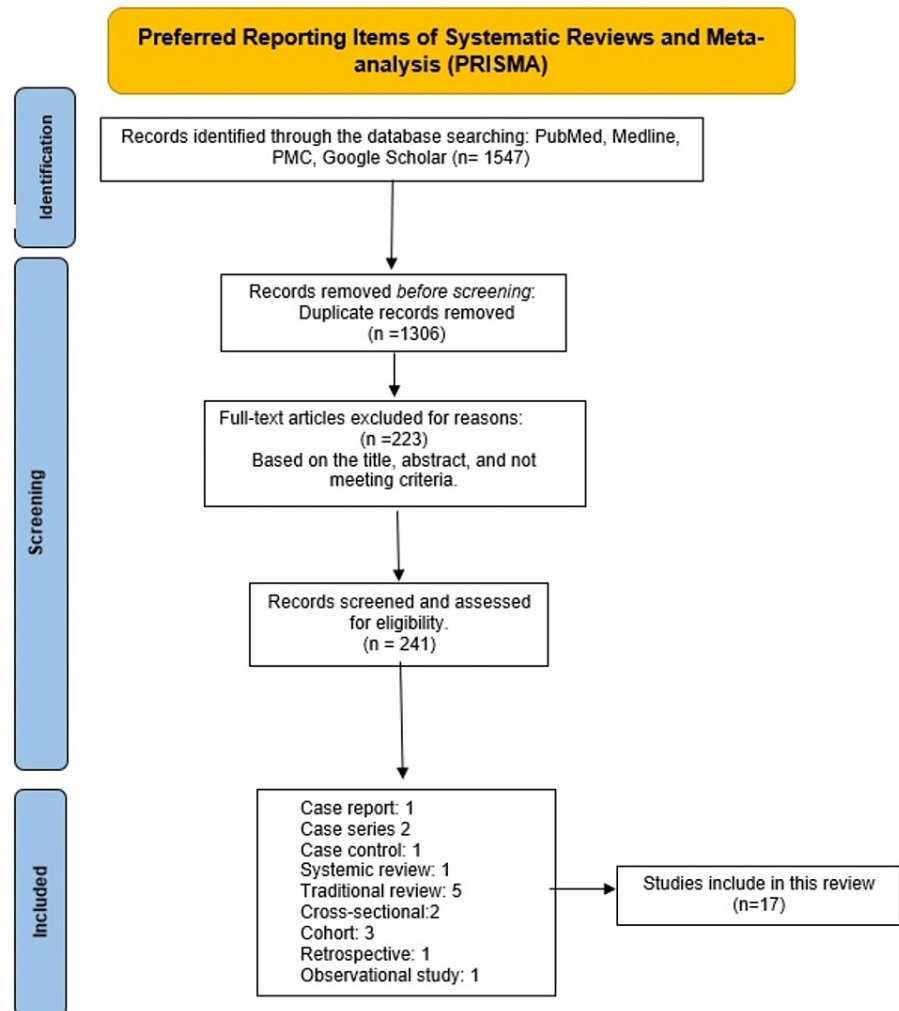 Preferred Reporting Items of Systematic Reviews and Meta-
analysis (PRISMA)
Identification
Records identified through the database searching: PubMed, Medline,
PMC, Google Scholar (n= 1547)
Screening
Records removed before screening:
Duplicate records removed
(n =1306)
Full-text articles excluded for reasons:
(n =223)
Based on the title, abstract, and not
meeting criteria.
Records screened and assessed
for eligibility.
(n = 241)
Included
Case report: 1
Case series 2
Case control: 1
Systemic review: 1
Traditional review: 5
Cross-sectional:2
Cohort: 3
Retrospective: 1
Observational study: 1
Studies include in this review
(n=17)